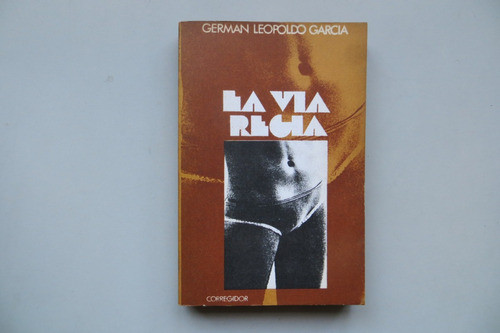 GERMAN LEOPOLDO GARCIA
LA VIA
REGIA
CORREGIDOR